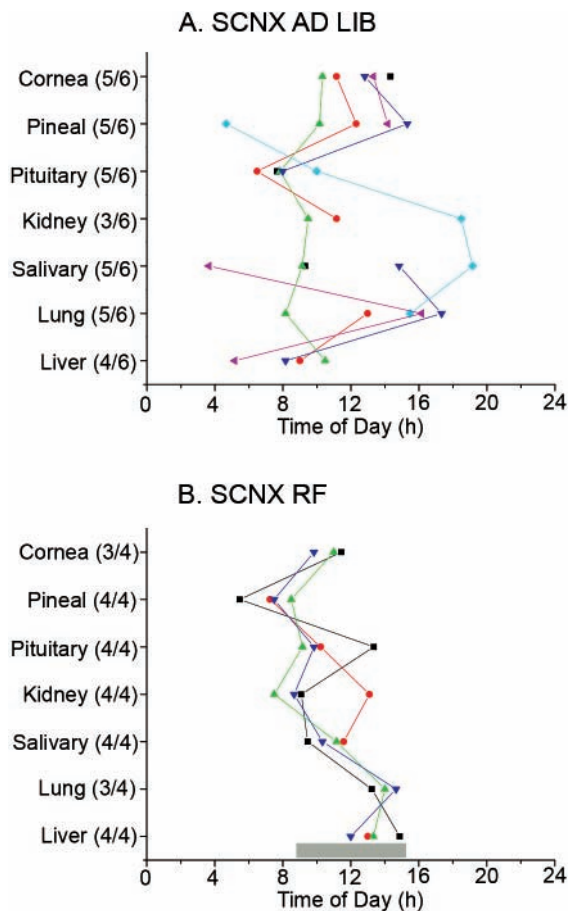 A. SCNX AD LIB
Cornea (5/6)
Pineal (5/6)
Pituitary (5/6)
Kidney (3/6)
Salivary (5/6)
Lung (5/6)
Liver (4/6)
0 4 8 12 16 20 24
Time of Day (h)
B. SCNX RF
Cornea (3/4)
Pineal (4/4)
Pituitary (4/4)
Kidney (4/4)
Salivary (4/4)
Lung (3/4)
Liver (4/4)
0 4 8 12 16 20 24
Time of Day (h)